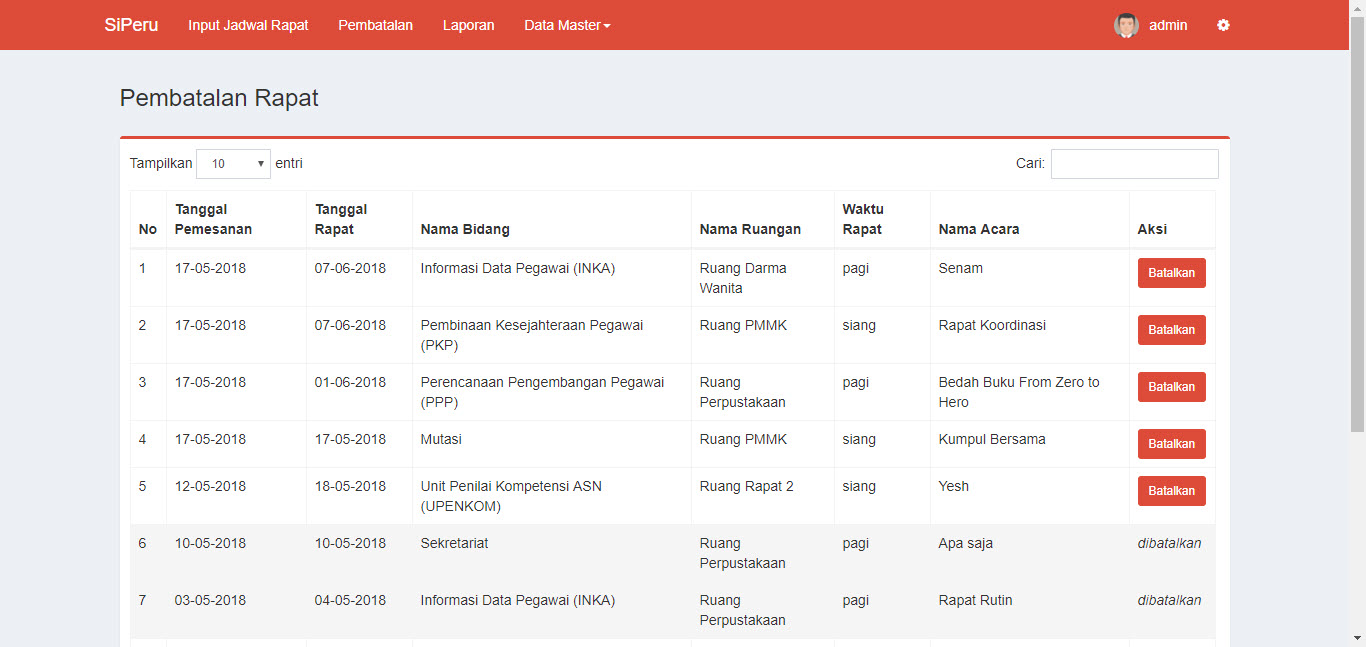 SiPeru Input Jadwal Rapat Pembatalan Laporan Data Master admin
Pembatalan Rapat
Tampilkan 10 entri Cari:
No Tanggal Pemesanan Tanggal Rapat Nama Bidang Nama Ruangan Waktu Rapat Nama Acara Aksi
1 17-05-2018 07-06-2018 Informasi Data Pegawai (INKA) Ruang Darma Wanita pagi Senam Batalkan
2 17-05-2018 07-06-2018 Pembinaan Kesejahteraan Pegawai (PKP) Ruang PMMK siang Rapat Koordinasi Batalkan
3 17-05-2018 01-06-2018 Perencanaan Pengembangan Pegawai (PPP) Ruang Perpustakaan pagi Bedah Buku From Zero to Hero Batalkan
4 17-05-2018 17-05-2018 Mutasi Ruang PMMK siang Kumpul Bersama Batalkan
5 12-05-2018 18-05-2018 Unit Penilai Kompetensi ASN (UPENKOM) Ruang Rapat 2 siang Yesh Batalkan
6 10-05-2018 10-05-2018 Sekretariat Ruang Perpustakaan pagi Apa saja dibatalkan
7 03-05-2018 04-05-2018 Informasi Data Pegawai (INKA) Ruang Perpustakaan pagi Rapat Rutin dibatalkan